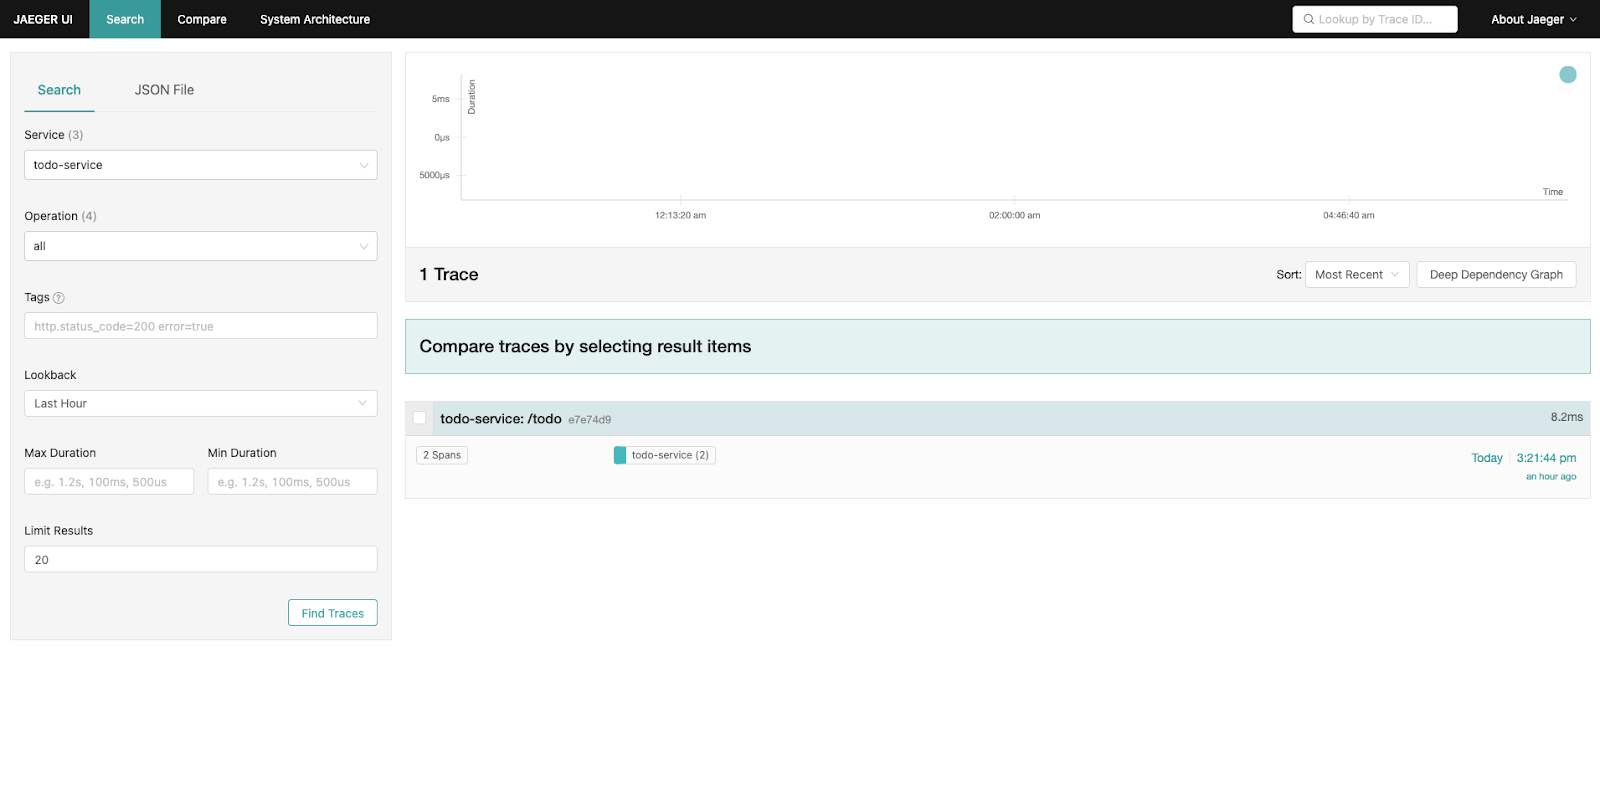 JAEGER UI Search Compare System Architecture Lookup by Trace ID... About Jaeger
Search JSON File
Service (3)
todo-service
Operation (4)
all
Tags ?
http.status_code=200 error=true
Lookback
Last Hour
Max Duration Min Duration
e.g. 1.2s, 100ms, 500us e.g. 1.2s, 100ms, 500us
Limit Results
20
Find Traces
Duration
5ms
0μs
5000μs
Time
12:13:20 am 02:00:00 am 04:46:40 am
1 Trace Sort: Most Recent Deep Dependency Graph
Compare traces by selecting result items
todo-service: /todo e7e74d9 8.2ms
2 Spans todo-service (2) Today 3:21:44 pm
an hour ago